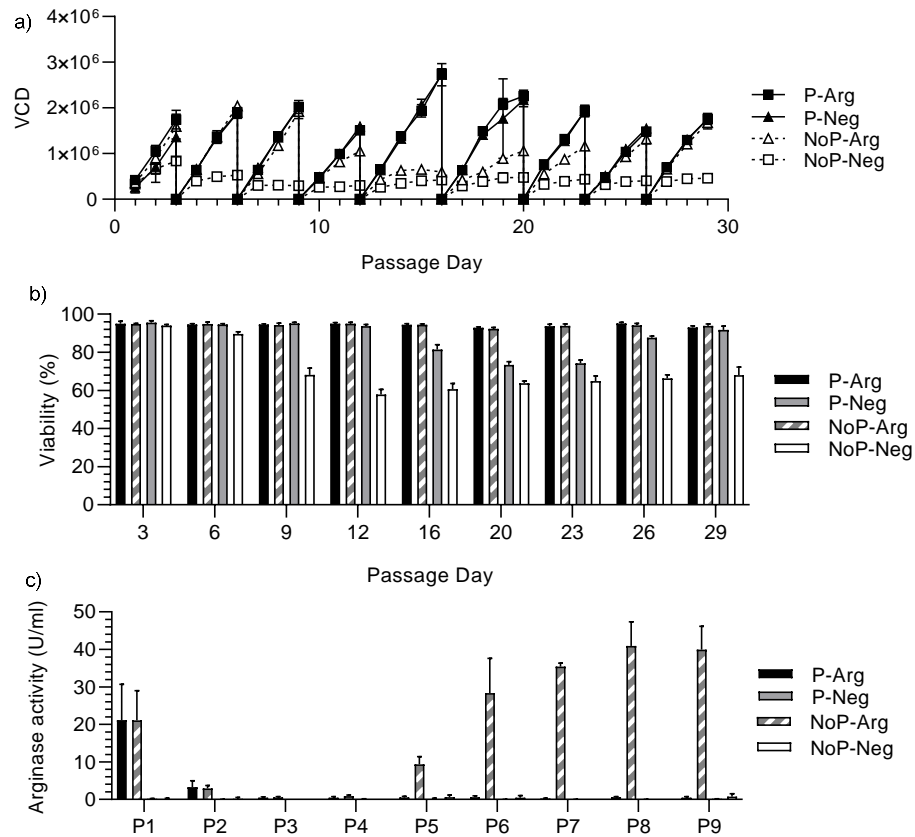 a)
4×10⁶
3×10⁶
2×10⁶
1×10⁶
0
VCD
0 10 20 30
Passage Day
P-Arg
P-Neg
NoP-Arg
NoP-Neg
b)
100
80
60
40
20
0
Viability (%)
3 6 9 12 16 20 23 26 29
Passage Day
P-Arg
P-Neg
NoP-Arg
NoP-Neg
c)
50
40
30
20
10
0
Arginase activity (U/ml)
P1 P2 P3 P4 P5 P6 P7 P8 P9
P-Arg
P-Neg
NoP-Arg
NoP-Neg